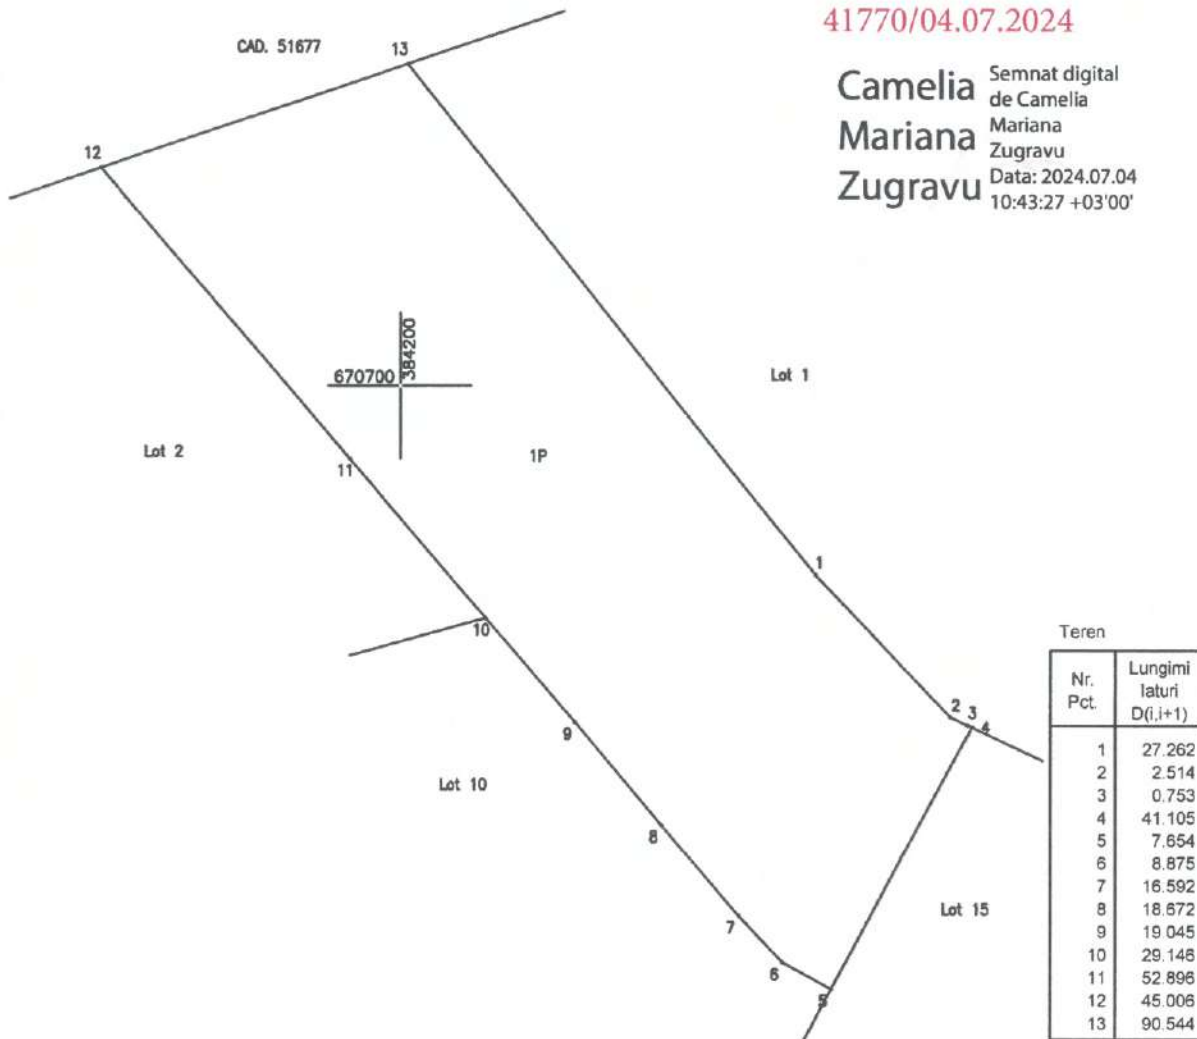 41770/04.07.2024
Camelia
Mariana
Zugravu
Semnat digital
de Camelia
Mariana
Zugravu
Data: 2024.07.04
10:43:27 +03'00'
CAD. 51677
13
12
670700
384200
Lot 1
Lot 2
11
1P
1
10
2 3
4
9
Lot 10
8
Lot 15
7
6
5
Teren
Nr. Pct. Lungimi laturi D(i,i+1)
1 27.262
2 2.514
3 0.753
4 41.105
5 7.654
6 8.875
7 16.592
8 18.672
9 19.045
10 29.146
11 52.896
12 45.006
13 90.544